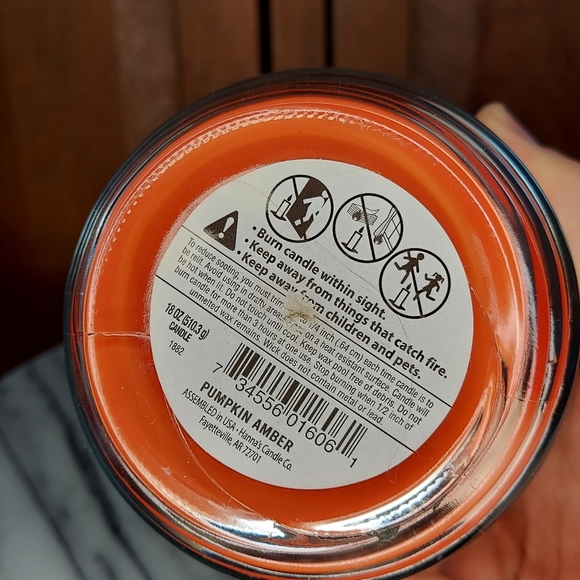 • Burn candle within sight.
• Keep away from things that catch fire.
• Keep away from children and pets.
To reduce sooting you must trim 1/4 inch (.64 cm) each time candle is to
be relit. Avoid using in drafty areas on a heat resistant surface. Candle will
be hot when lit. Do not touch until cool. Keep wax pool free of debris. Do not
burn candle for more than 3 hours at one use. Stop burning when 1/2 inch of
unmelted wax remains. Wick does not contain metal or lead.
18 OZ (510.3 g)
CANDLE
1882
7 34556 01606 1
PUMPKIN AMBER
ASSEMBLED in USA • Hanna's Candle Co.
Fayetteville, AR 72701